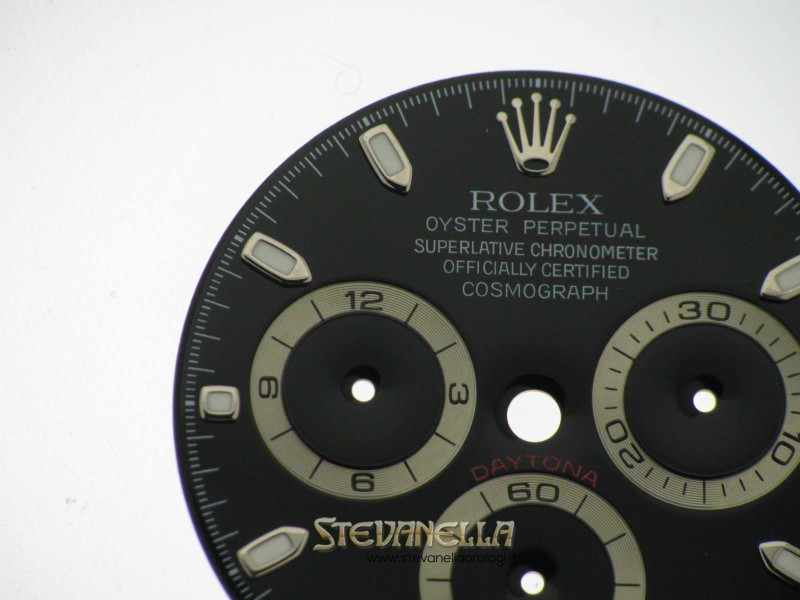 ROLEX
OYSTER PERPETUAL
SUPERLATIVE CHRONOMETER
OFFICIALLY CERTIFIED
COSMOGRAPH
12
3
6
9
30
10
20
DAYTONA
60
STEVANELLA
www.stevanellaorologi.it